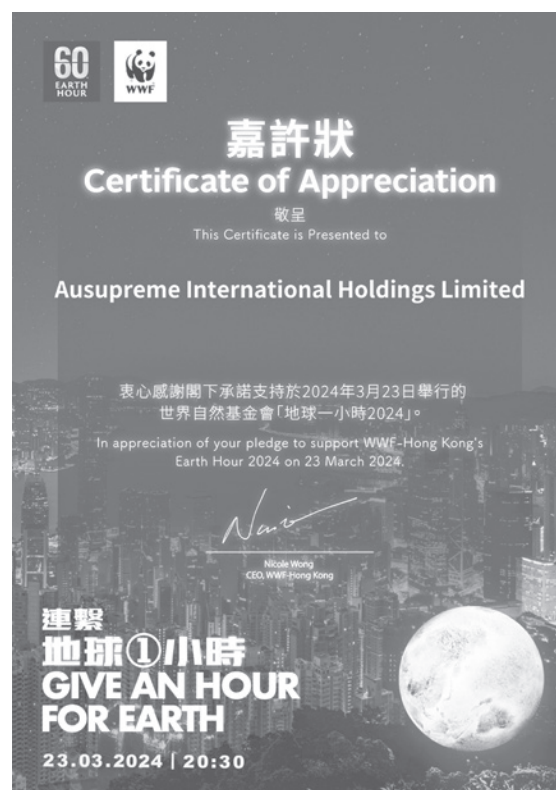 60
EARTH
HOUR
WWF
嘉許狀
Certificate of Appreciation
敬呈
This Certificate is Presented to
Ausupreme International Holdings Limited
衷心感謝閣下承諾支持於2024年3月23日舉行的
世界自然基金會「地球一小時2024」。
In appreciation of your pledge to support WWF-Hong Kong's
Earth Hour 2024 on 23 March 2024.
Nicole Wong
CEO, WWF-Hong Kong
連繫
地球①小時
GIVE AN HOUR
FOR EARTH
23.03.2024 | 20:30